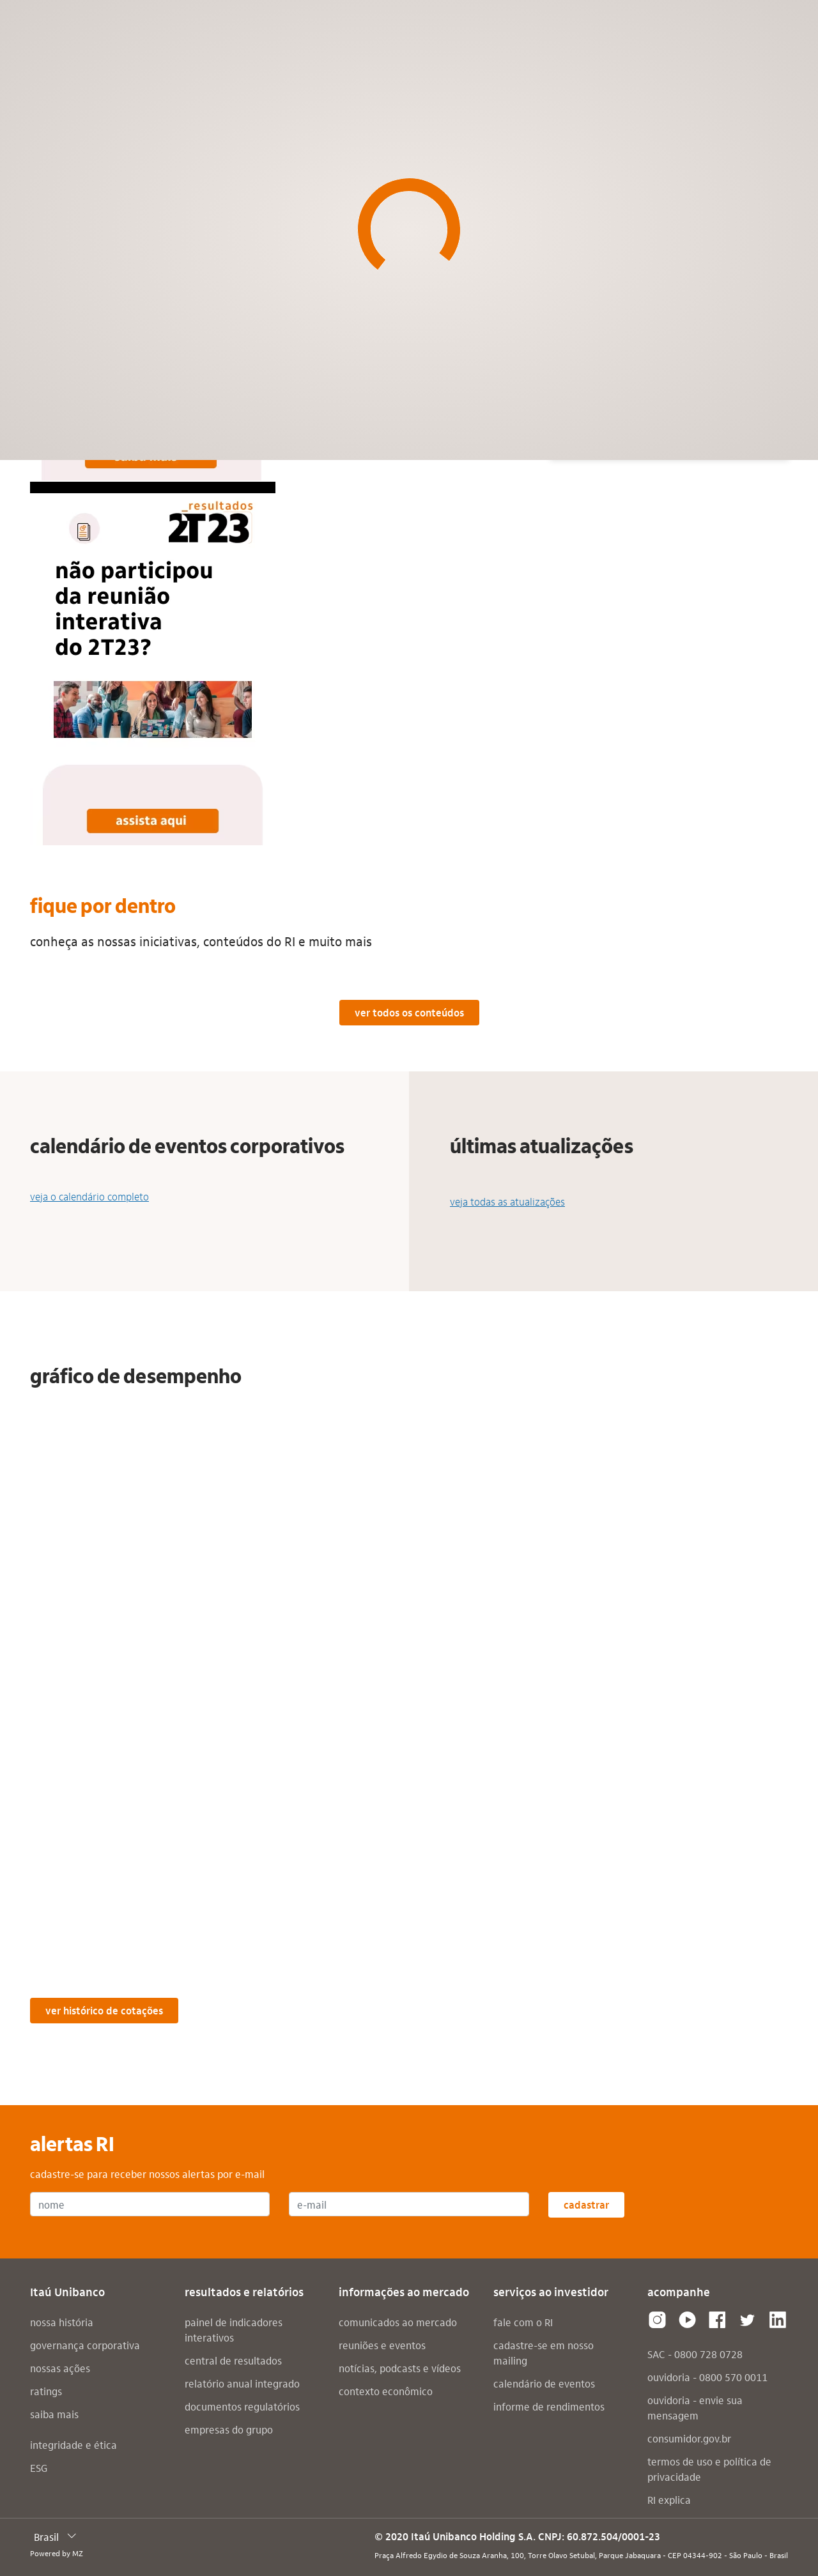 _resultados
2T23
não participou
da reunião
interativa
do 2T23?
assista aqui
fique por dentro
conheça as nossas iniciativas, conteúdos do RI e muito mais
ver todos os conteúdos
calendário de eventos corporativos
veja o calendário completo
últimas atualizações
veja todas as atualizações
gráfico de desempenho
ver histórico de cotações
alertas RI
cadastre-se para receber nossos alertas por e-mail
nome
e-mail
cadastrar
Itaú Unibanco
nossa história
governança corporativa
nossas ações
ratings
saiba mais
integridade e ética
ESG
resultados e relatórios
painel de indicadores
interativos
central de resultados
relatório anual integrado
documentos regulatórios
empresas do grupo
informações ao mercado
comunicados ao mercado
reuniões e eventos
notícias, podcasts e vídeos
contexto econômico
serviços ao investidor
fale com o RI
cadastre-se em nosso
mailing
calendário de eventos
informe de rendimentos
acompanhe
SAC - 0800 728 0728
ouvidoria - 0800 570 0011
ouvidoria - envie sua
mensagem
consumidor.gov.br
termos de uso e política de
privacidade
RI explica
Brasil
Powered by MZ
© 2020 Itaú Unibanco Holding S.A. CNPJ: 60.872.504/0001-23
Praça Alfredo Egydio de Souza Aranha, 100, Torre Olavo Setubal, Parque Jabaquara - CEP 04344-902 - São Paulo - Brasil